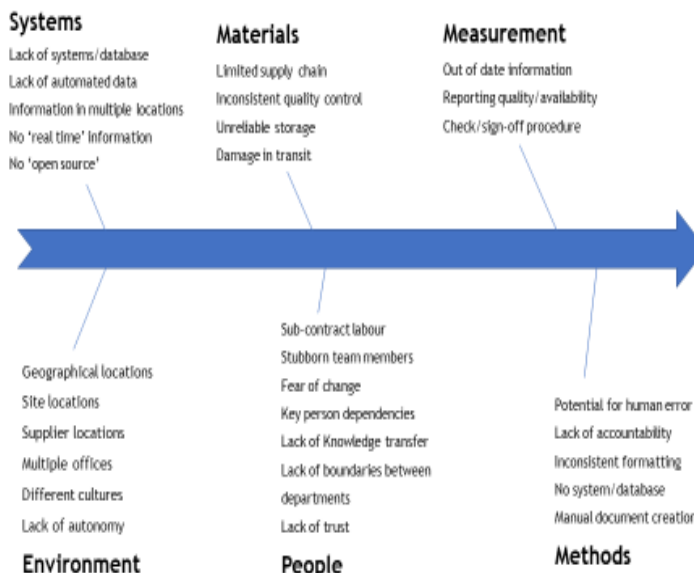 Systems
Lack of systems/database
Lack of automated data
Information in multiple locations
No ‘real time’ information
No ‘open source’
Materials
Limited supply chain
Inconsistent quality control
Unreliable storage
Damage in transit
Measurement
Out of date information
Reporting quality/availability
Check/sign-off procedure
Geographical locations
Site locations
Supplier locations
Multiple offices
Different cultures
Lack of autonomy
Environment
Sub-contract labour
Stubborn team members
Fear of change
Key person dependencies
Lack of Knowledge transfer
Lack of boundaries between
departments
Lack of trust
People
Potential for human error
Lack of accountability
Inconsistent formatting
No system/database
Manual document creation
Methods